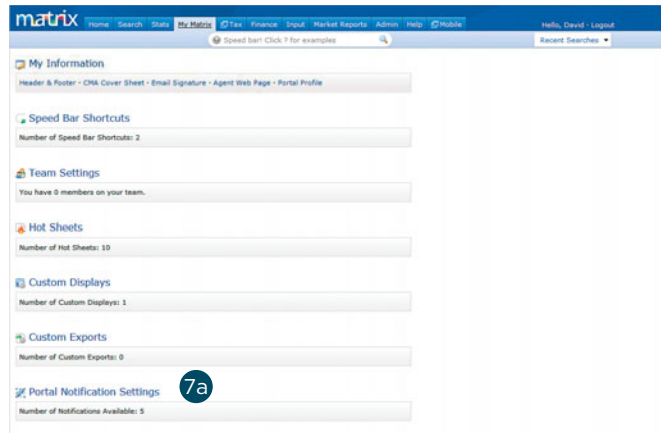 matrix Home Search Stats My Matrix Tax Finance Input Market Reports Admin Help Mobile Hello, David - Logout
Speed bar! Click ? for examples Recent Searches
My Information
Header & Footer - CMA Cover Sheet - Email Signature - Agent Web Page - Portal Profile
Speed Bar Shortcuts
Number of Speed Bar Shortcuts: 2
Team Settings
You have 0 members on your team.
Hot Sheets
Number of Hot Sheets: 10
Custom Displays
Number of Custom Displays: 1
Custom Exports
Number of Custom Exports: 0
Portal Notification Settings 7a
Number of Notifications Available: 5